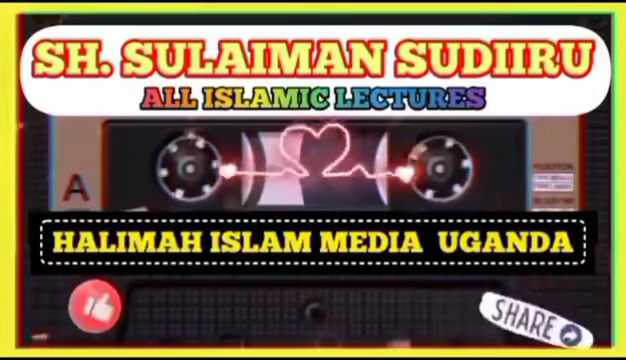 SH. SULAIMAN SUDIIRU
ALL ISLAMIC LECTURES
A
HALIMAH ISLAM MEDIA UGANDA
SHARE